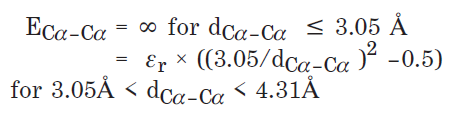 ECα-Cα = ∞ for dCα-Cα ≤ 3.05 Å
= εr × ((3.05/dCα-Cα )² -0.5)
for 3.05Å < dCα-Cα < 4.31Å